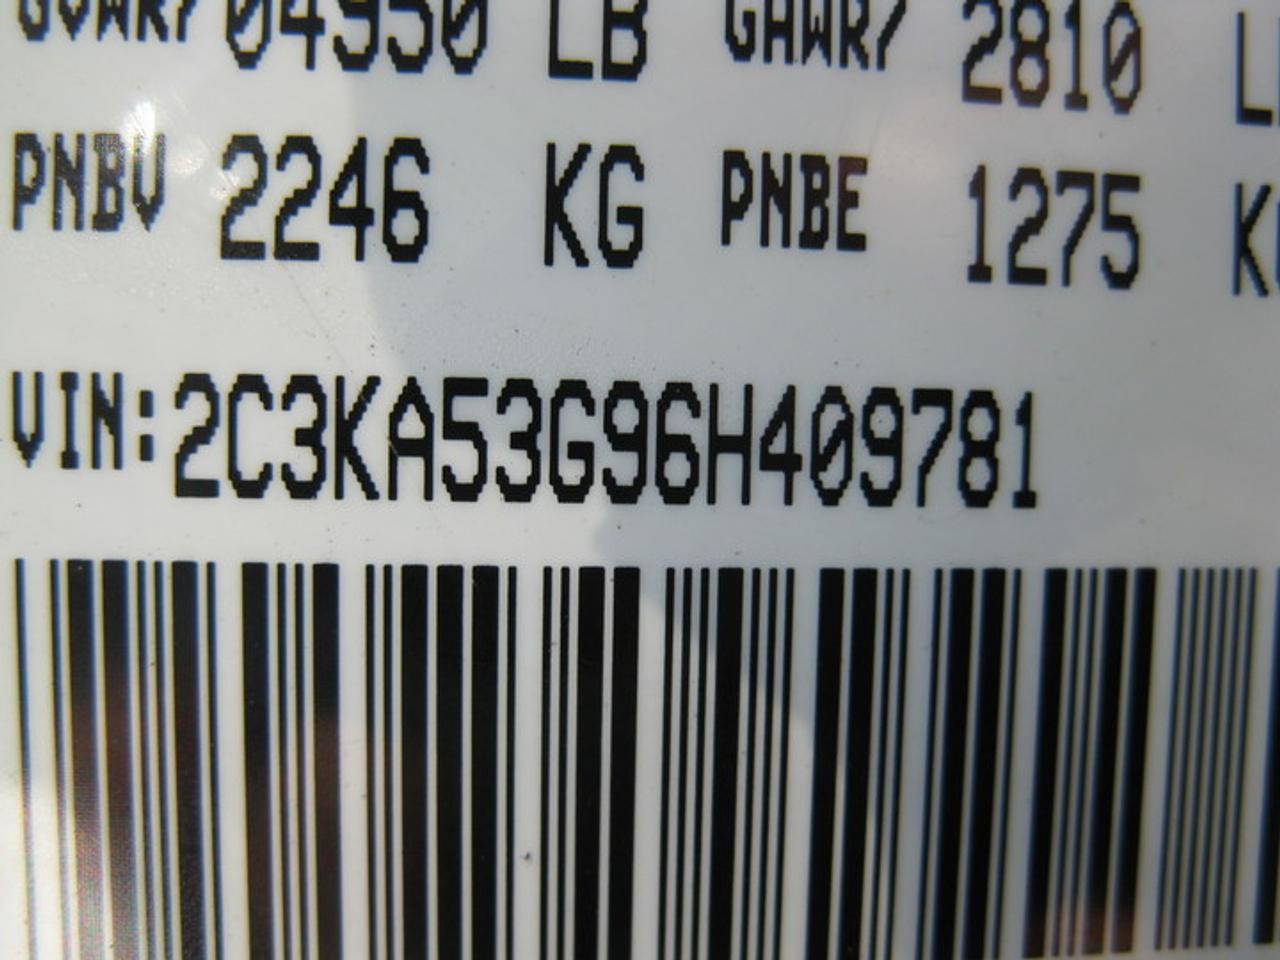 GVWR/ 04950 LB GAWR/ 2810 L
PNBV 2246 KG PNBE 1275 K
VIN:2C3KA53G96H409781